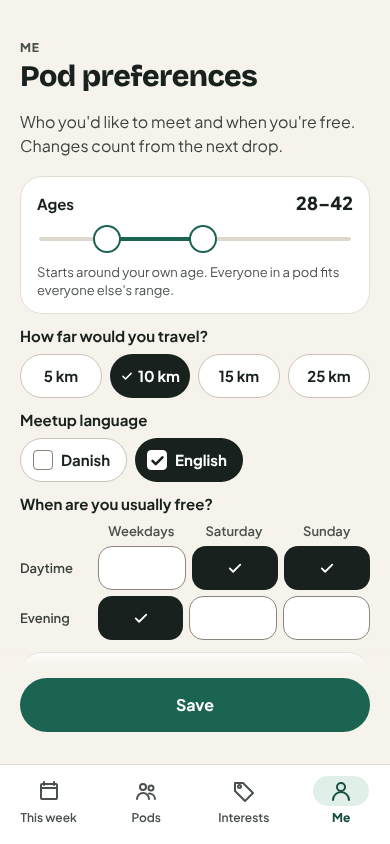 ME
Pod preferences
Who you'd like to meet and when you're free.
Changes count from the next drop.
Ages 28–42
Starts around your own age. Everyone in a pod fits
everyone else's range.
How far would you travel?
5 km 10 km 15 km 25 km
Meetup language
Danish English
When are you usually free?
Weekdays Saturday Sunday
Daytime
Evening
Save
This week Pods Interests Me